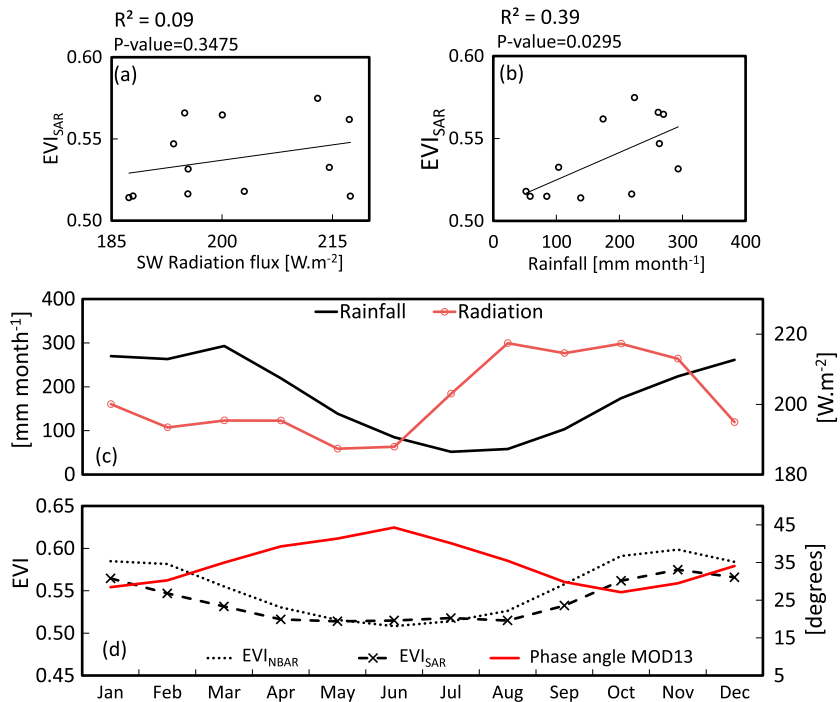 R² = 0.09
P-value=0.3475
(a)
0.60
0.55
0.50
EVI_SAR
185 200 215
SW Radiation flux [W.m⁻²]
R² = 0.39
P-value=0.0295
(b)
0.60
0.55
0.50
EVI_SAR
0 100 200 300 400
Rainfall [mm month⁻¹]
400
300
200
100
0
[mm month⁻¹]
Rainfall Radiation
(c)
220
200
180
[W.m⁻²]
0.65
0.60
0.55
0.50
0.45
EVI
(d)
EVI_NBAR EVI_SAR Phase angle MOD13
45
35
25
15
5
[degrees]
Jan Feb Mar Apr May Jun Jul Aug Sep Oct Nov Dec